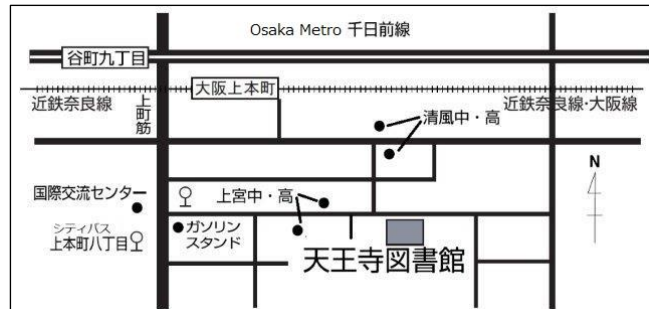 Osaka Metro 千日前線
谷町九丁目
大阪上本町
近鉄奈良線
上町筋
近鉄奈良線・大阪線
清風中・高
N
国際交流センター
上宮中・高
シティバス
上本町八丁目
ガソリン
スタンド
天王寺図書館